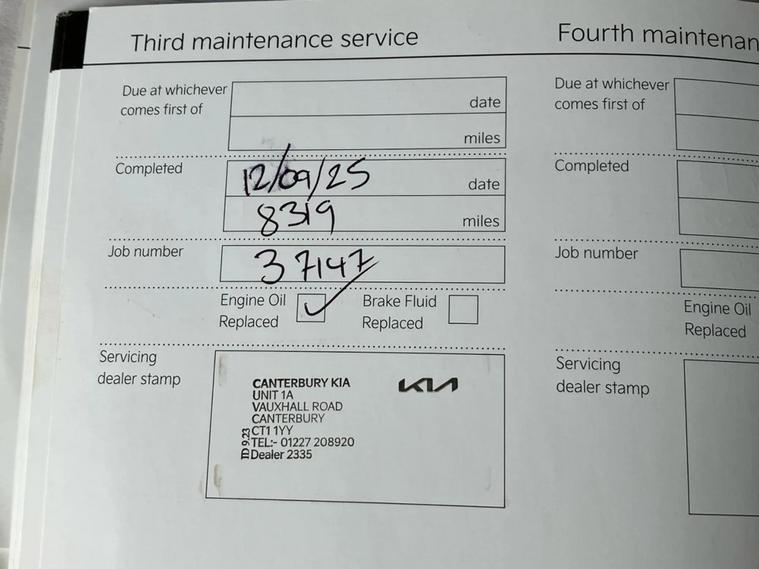 Third maintenance service
Fourth maintenan
Due at whichever
comes first of
date
miles
Due at whichever
comes first of
Completed
12/09/25 date
8319 miles
Completed
Job number
37147
Job number
Engine Oil
Replaced
Brake Fluid
Replaced
Engine Oil
Replaced
Servicing
dealer stamp
CANTERBURY KIA
UNIT 1A
VAUXHALL ROAD
CANTERBURY
CT1 1YY
TEL:- 01227 208920
Dealer 2335
ID 9.23
KIA
Servicing
dealer stamp